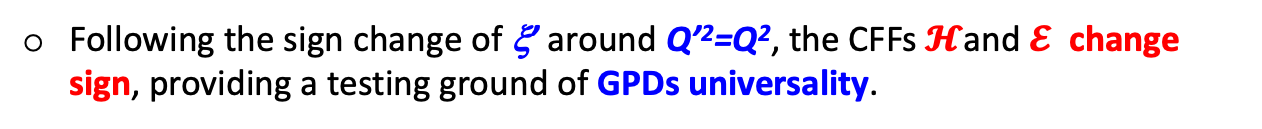 ○ Following the sign change of ξ' around Q'²=Q², the CFFs ℋ and ℰ change
sign, providing a testing ground of GPDs universality.